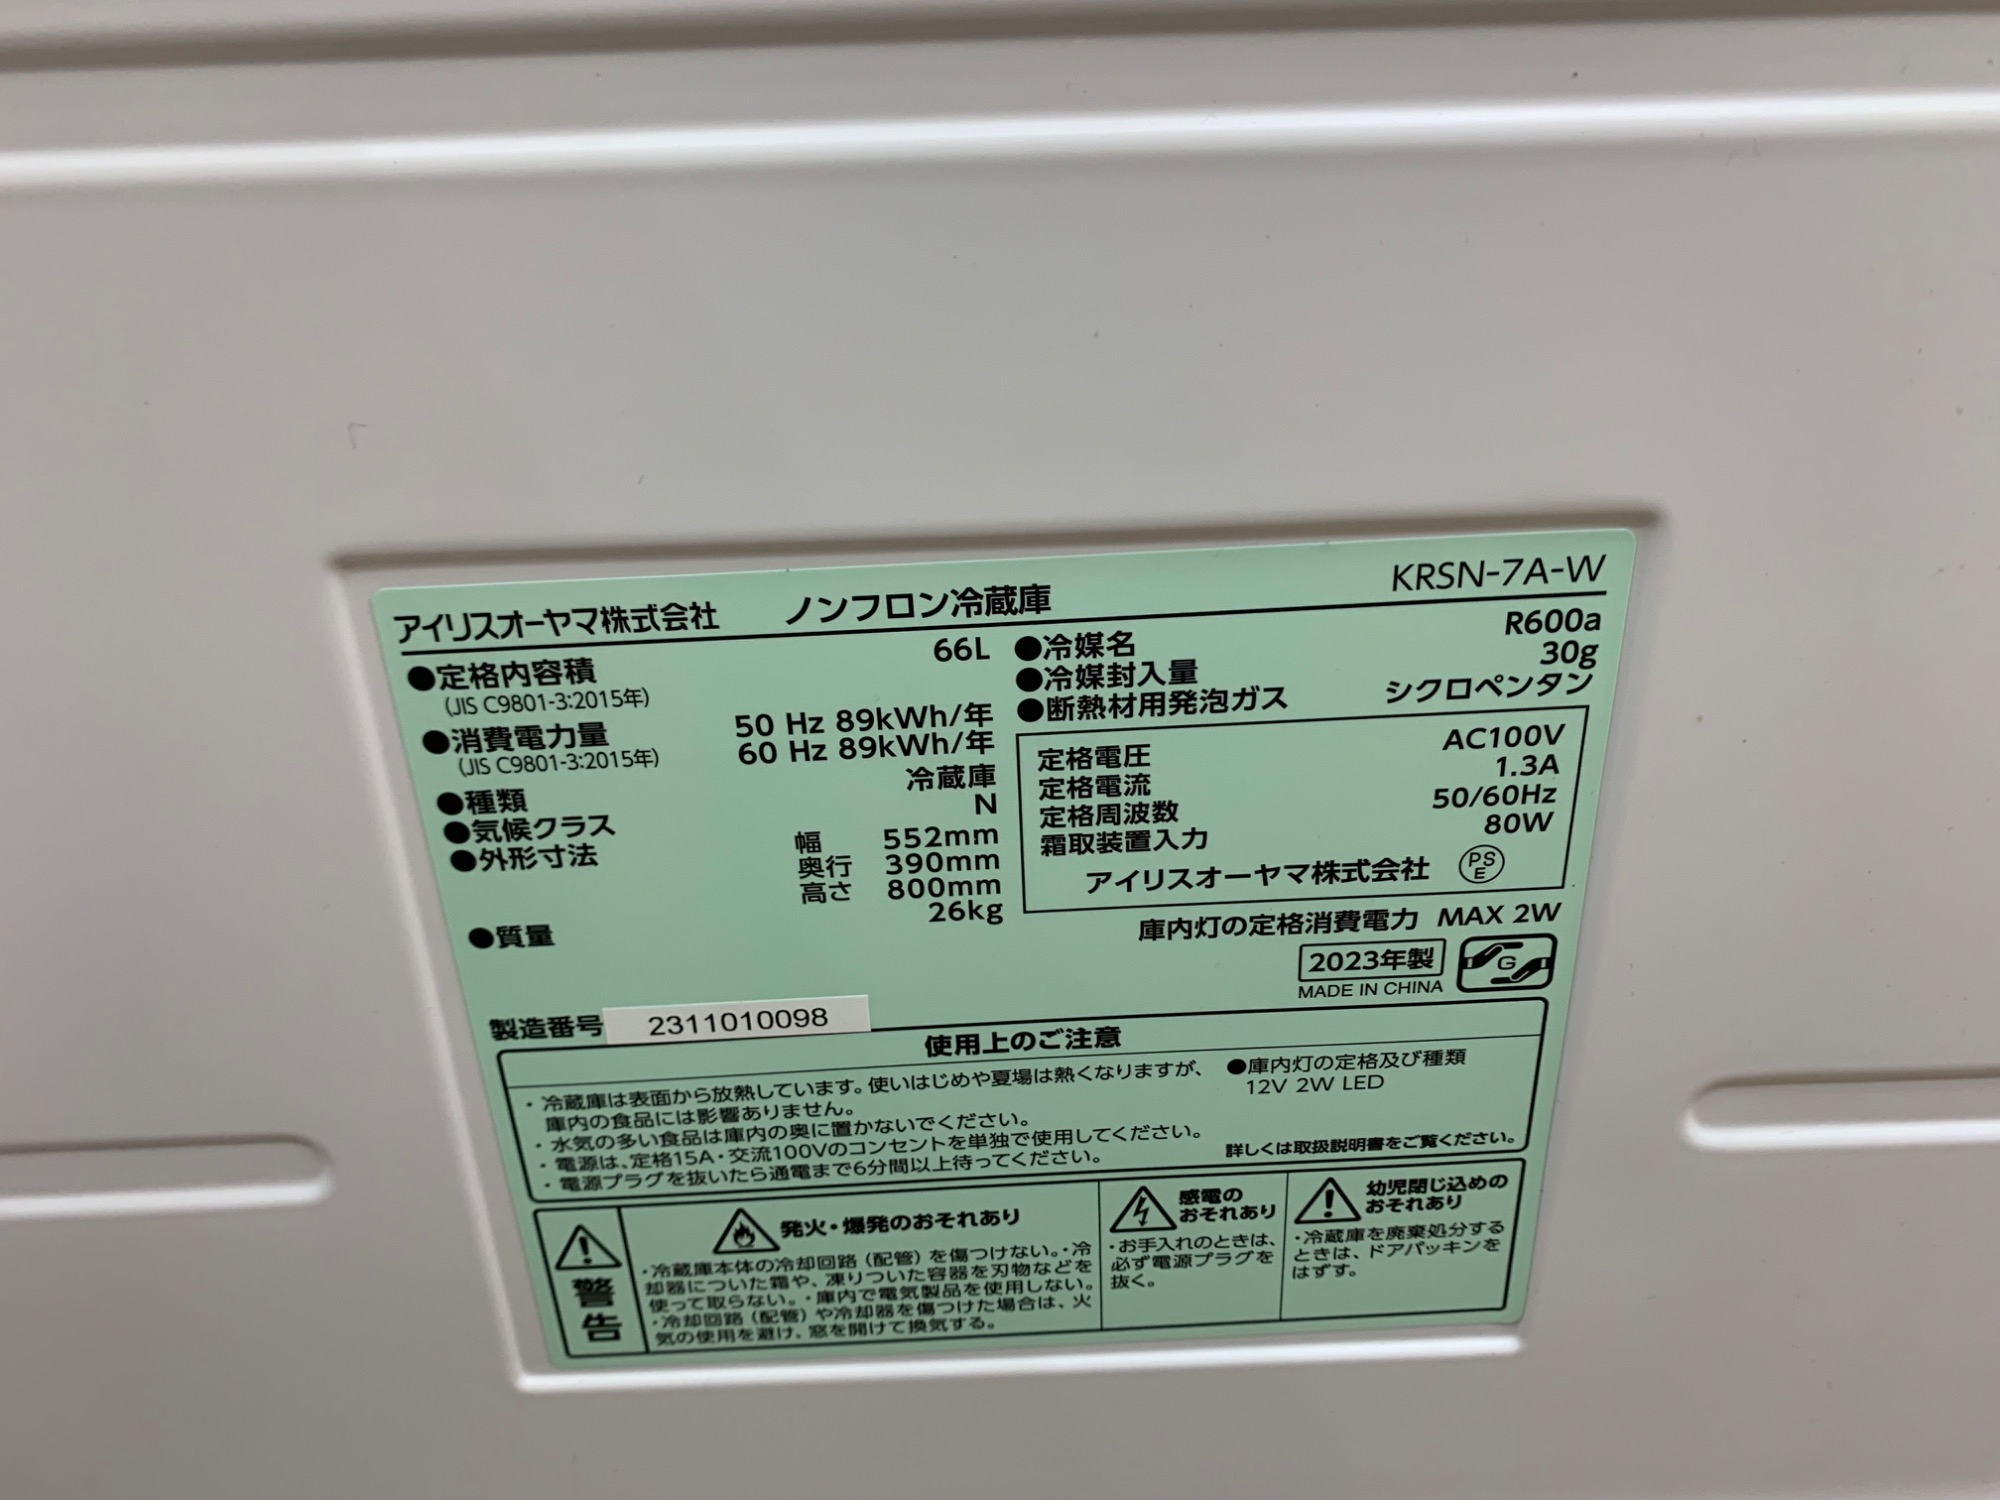 アイリスオーヤマ株式会社 ノンフロン冷蔵庫 KRSN-7A-W
●定格内容積 66L
(JIS C9801-3:2015年)
●消費電力量 50 Hz 89kWh/年
(JIS C9801-3:2015年) 60 Hz 89kWh/年
●種類 冷蔵庫
●気候クラス N
●外形寸法 幅 552mm
奥行 390mm
高さ 800mm
●質量 26kg
●冷媒名 R600a
●冷媒封入量 30g
●断熱材用発泡ガス シクロペンタン
定格電圧 AC100V
定格電流 1.3A
定格周波数 50/60Hz
霜取装置入力 80W
アイリスオーヤマ株式会社 PSE
庫内灯の定格消費電力 MAX 2W
2023年製 G
MADE IN CHINA
製造番号 2311010098
使用上のご注意
・冷蔵庫は表面から放熱しています。使いはじめや夏場は熱くなりますが、
庫内の食品には影響ありません。
・水気の多い食品は庫内の奥に置かないでください。
・電源は、定格15A・交流100Vのコンセントを単独で使用してください。
・電源プラグを抜いたら通電まで6分間以上待ってください。
●庫内灯の定格及び種類
12V 2W LED
詳しくは取扱説明書をご覧ください。
警告
発火・爆発のおそれあり
・冷蔵庫本体の冷却回路（配管）を傷つけない。・冷
却器についた霜や、凍りついた容器を刃物などを
使って取らない。・庫内で電気製品を使用しない。
・冷却回路（配管）や冷却器を傷つけた場合は、火
気の使用を避け、窓を開けて換気する。
感電の
おそれあり
・お手入れのときは、
必ず電源プラグを
抜く。
幼児閉じ込めの
おそれあり
・冷蔵庫を廃棄処分する
ときは、ドアパッキンを
はずす。